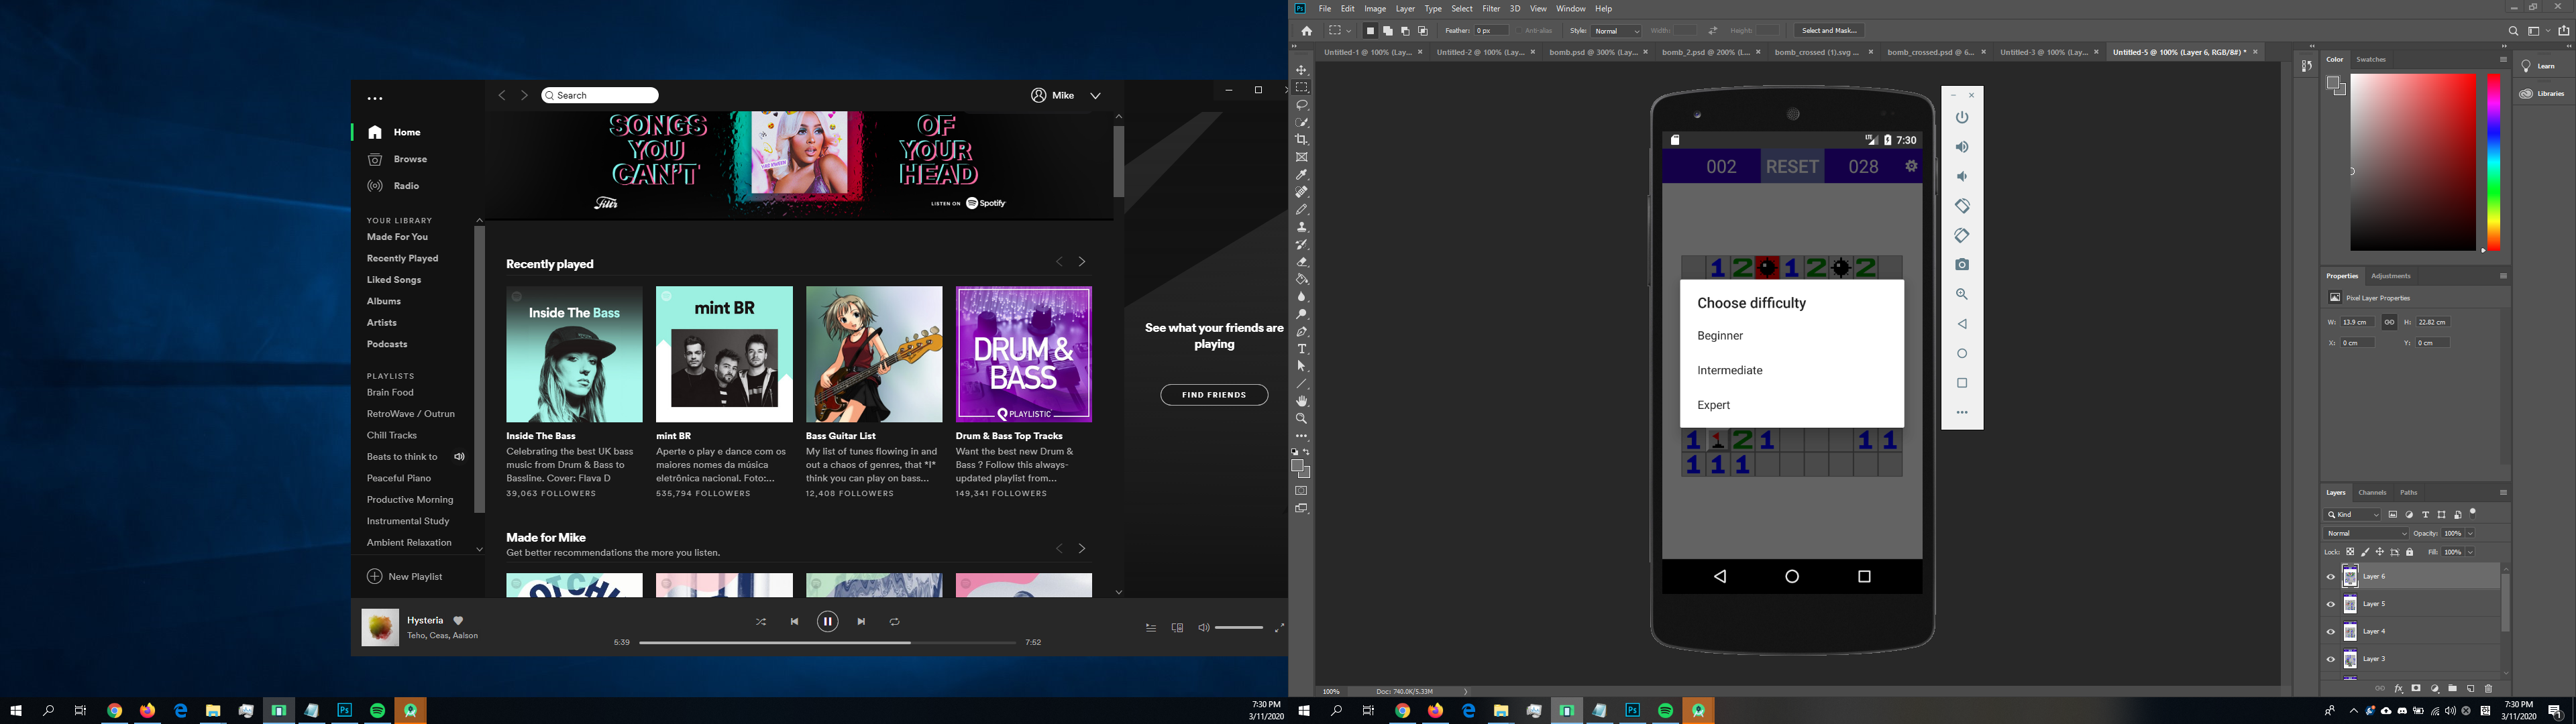 Search
Mike
Home
Browse
Radio
YOUR LIBRARY
Made For You
Recently Played
Liked Songs
Albums
Artists
Podcasts
PLAYLISTS
Brain Food
RetroWave / Outrun
Chill Tracks
Beats to think to
Peaceful Piano
Productive Morning
Instrumental Study
Ambient Relaxation
New Playlist
SONGS
YOU
CAN'T
OF
YOUR
HEAD
Filtr
LISTEN ON Spotify
Recently played
Inside The Bass
mint BR
DRUM &
BASS
PLAYLISTIC
Inside The Bass
Celebrating the best UK bass
music from Drum & Bass to
Bassline. Cover: Flava D
39,063 FOLLOWERS
mint BR
Aperte o play e dance com os
maiores nomes da música
eletrônica nacional. Foto:...
535,794 FOLLOWERS
Bass Guitar List
My list of tunes flowing in and
out a chaos of genres, that *I*
think you can play on bass...
12,408 FOLLOWERS
Drum & Bass Top Tracks
Want the best new Drum &
Bass ? Follow this always-
updated playlist from...
149,341 FOLLOWERS
Made for Mike
Get better recommendations the more you listen.
See what your friends are
playing
FIND FRIENDS
Hysteria
Teho, Ceas, Aalson
5:39
7:52
7:30 PM
3/11/2020
Ps File Edit Image Layer Type Select Filter 3D View Window Help
Feather: 0 px Anti-alias Style: Normal Width: Height: Select and Mask...
Untitled-1 @ 100% (Lay... Untitled-2 @ 100% (Lay... bomb.psd @ 300% (Lay... bomb_2.psd @ 200% (L... bomb_crossed (1).svg ... bomb_crossed.psd @ 6... Untitled-3 @ 100% (Lay... Untitled-5 @ 100% (Layer 6, RGB/8#) *
LTE 7:30
002 RESET 028
1 2 1 2 2
Choose difficulty
Beginner
Intermediate
Expert
1 2 1 1 1
1 1 1
100% Doc: 740.0K/5.33M
Color Swatches
Learn
Libraries
Properties Adjustments
Pixel Layer Properties
W: 13.9 cm H: 22.82 cm
X: 0 cm Y: 0 cm
Layers Channels Paths
Kind
Normal Opacity: 100%
Lock: Fill: 100%
Layer 6
Layer 5
Layer 4
Layer 3
7:30 PM
3/11/2020